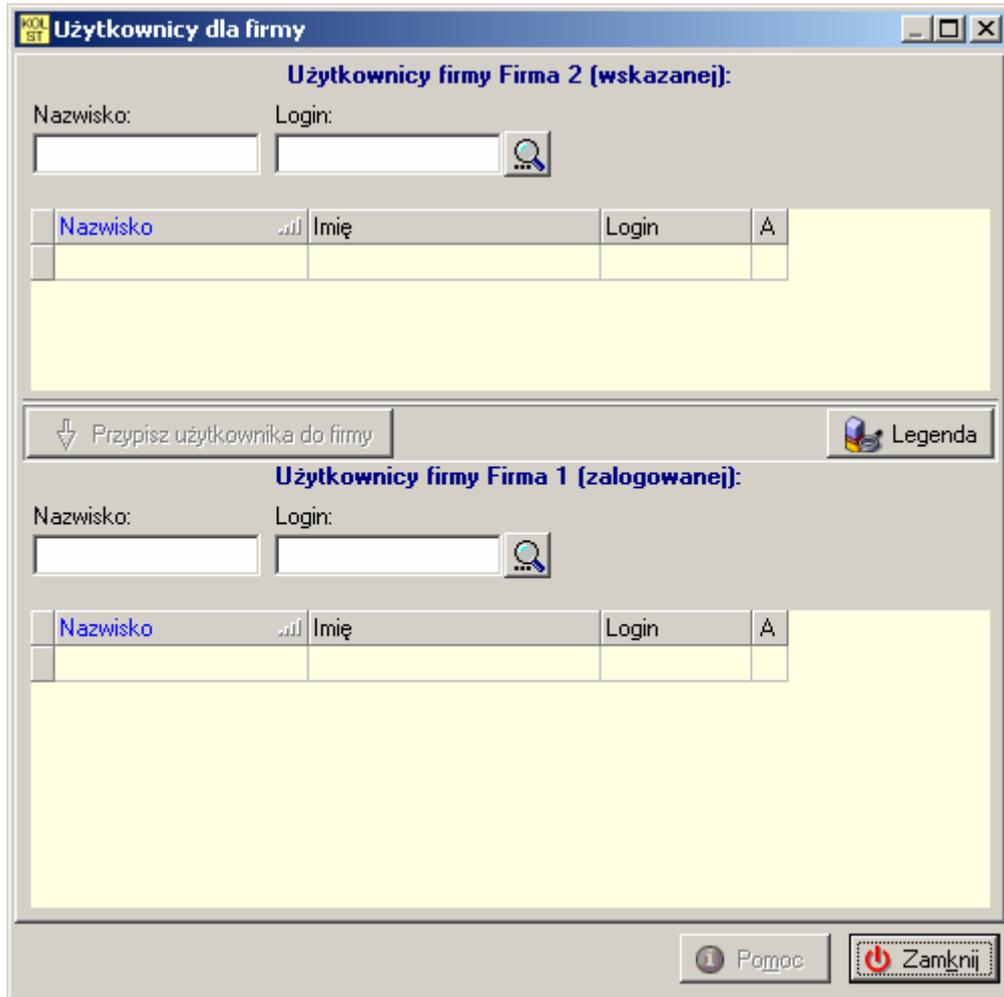 KOL
ST Użytkownicy dla firmy
Użytkownicy firmy Firma 2 (wskazanej):
Nazwisko: Login:
Nazwisko Imię Login A
Przypisz użytkownika do firmy Legenda
Użytkownicy firmy Firma 1 (zalogowanej):
Nazwisko: Login:
Nazwisko Imię Login A
Pomoc Zamknij